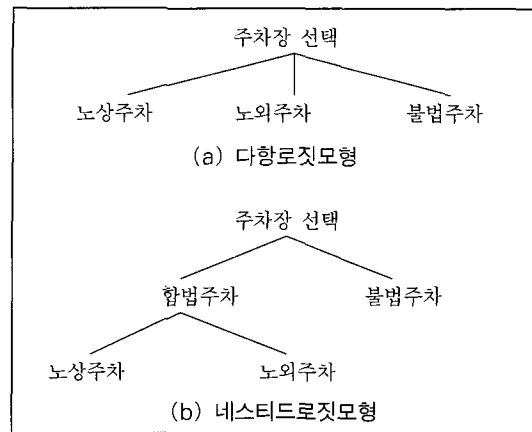 주차장 선택
노상주차 노외주차 불법주차
(a) 다항로짓모형
주차장 선택
합법주차 불법주차
노상주차 노외주차
(b) 네스티드로짓모형